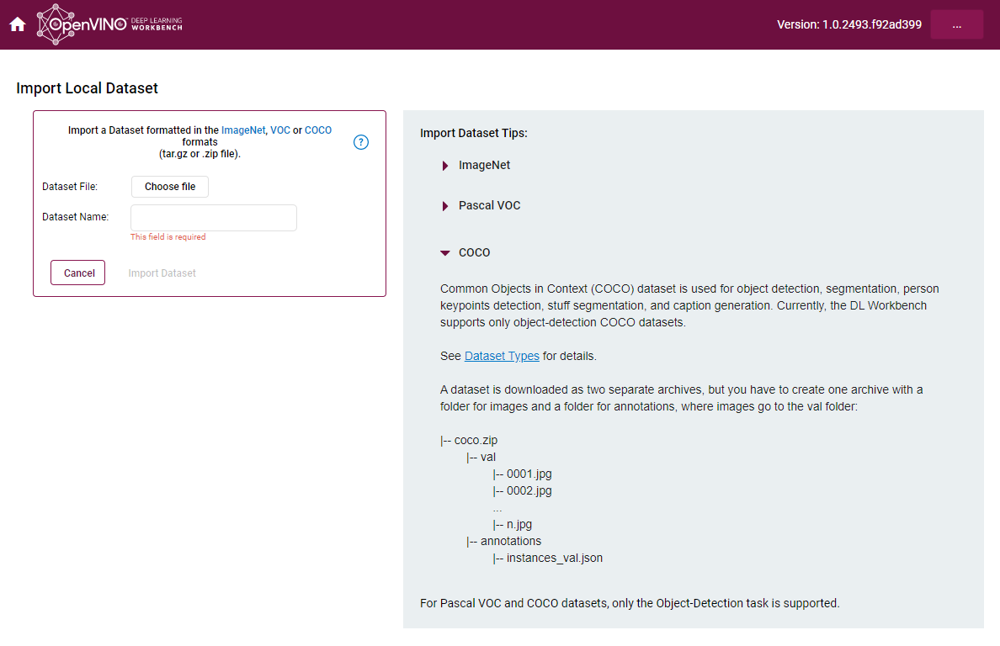 OpenVINO™ DEEP LEARNING
WORKBENCH
Version: 1.0.2493.f92ad399
...
Import Local Dataset
Import a Dataset formatted in the ImageNet, VOC or COCO
formats
(tar.gz or .zip file).
?
Dataset File:
Choose file
Dataset Name:
This field is required
Cancel
Import Dataset
Import Dataset Tips:
ImageNet
Pascal VOC
COCO
Common Objects in Context (COCO) dataset is used for object detection, segmentation, person
keypoints detection, stuff segmentation, and caption generation. Currently, the DL Workbench
supports only object-detection COCO datasets.
See Dataset Types for details.
A dataset is downloaded as two separate archives, but you have to create one archive with a
folder for images and a folder for annotations, where images go to the val folder:
|-- coco.zip
|-- val
|-- 0001.jpg
|-- 0002.jpg
...
|-- n.jpg
|-- annotations
|-- instances_val.json
For Pascal VOC and COCO datasets, only the Object-Detection task is supported.